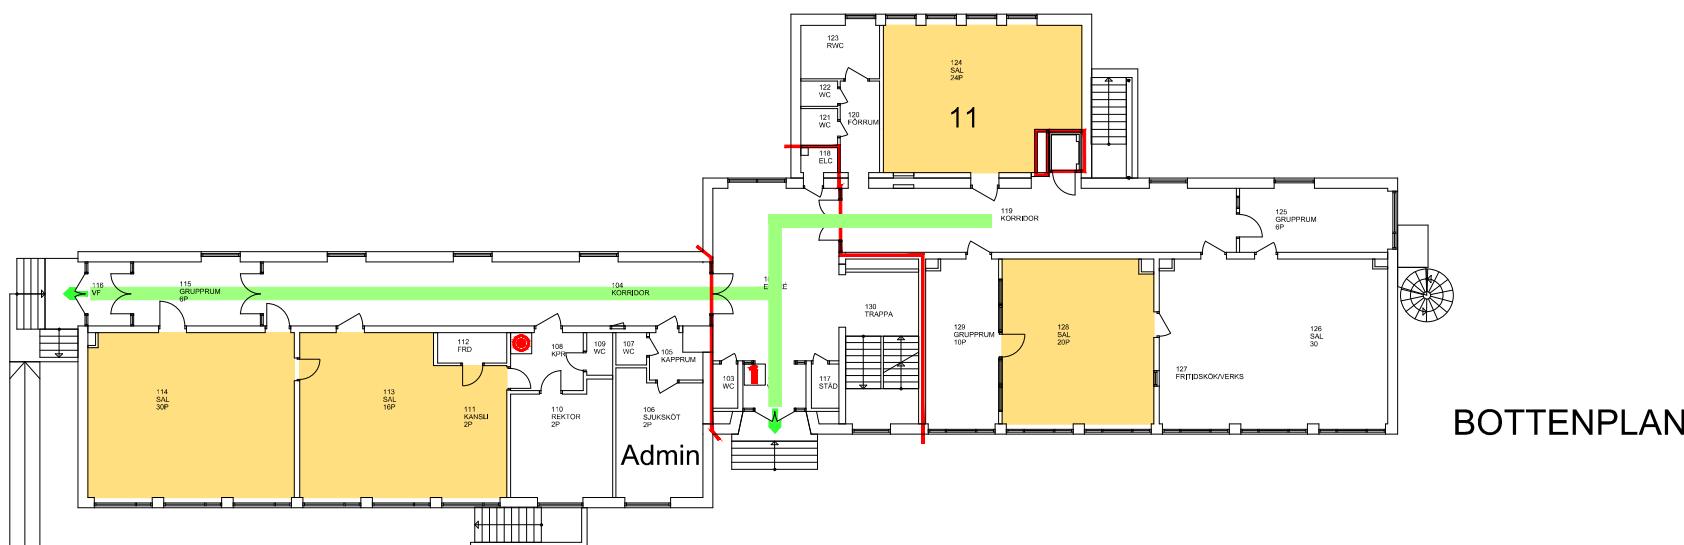 123
RWC
124
SAL
24P
122
WC
121
WC
120
FÖRRUM
11
118
ELC
119
KORRIDOR
125
GRUPPRUM
6P
116
VF
115
GRUPPRUM
6P
104
KORRIDOR
130
TRAPPA
129
GRUPPRUM
10P
128
SAL
20P
126
SAL
30
127
FRITIDSKÖK/VERKS
112
FRD
108
KPR
109
WC
107
WC
105
KAPPRUM
103
WC
117
STÄD
114
SAL
30P
113
SAL
16P
111
KANSLI
2P
110
REKTOR
2P
106
SJUKSKÖT
2P
Admin
BOTTENPLAN